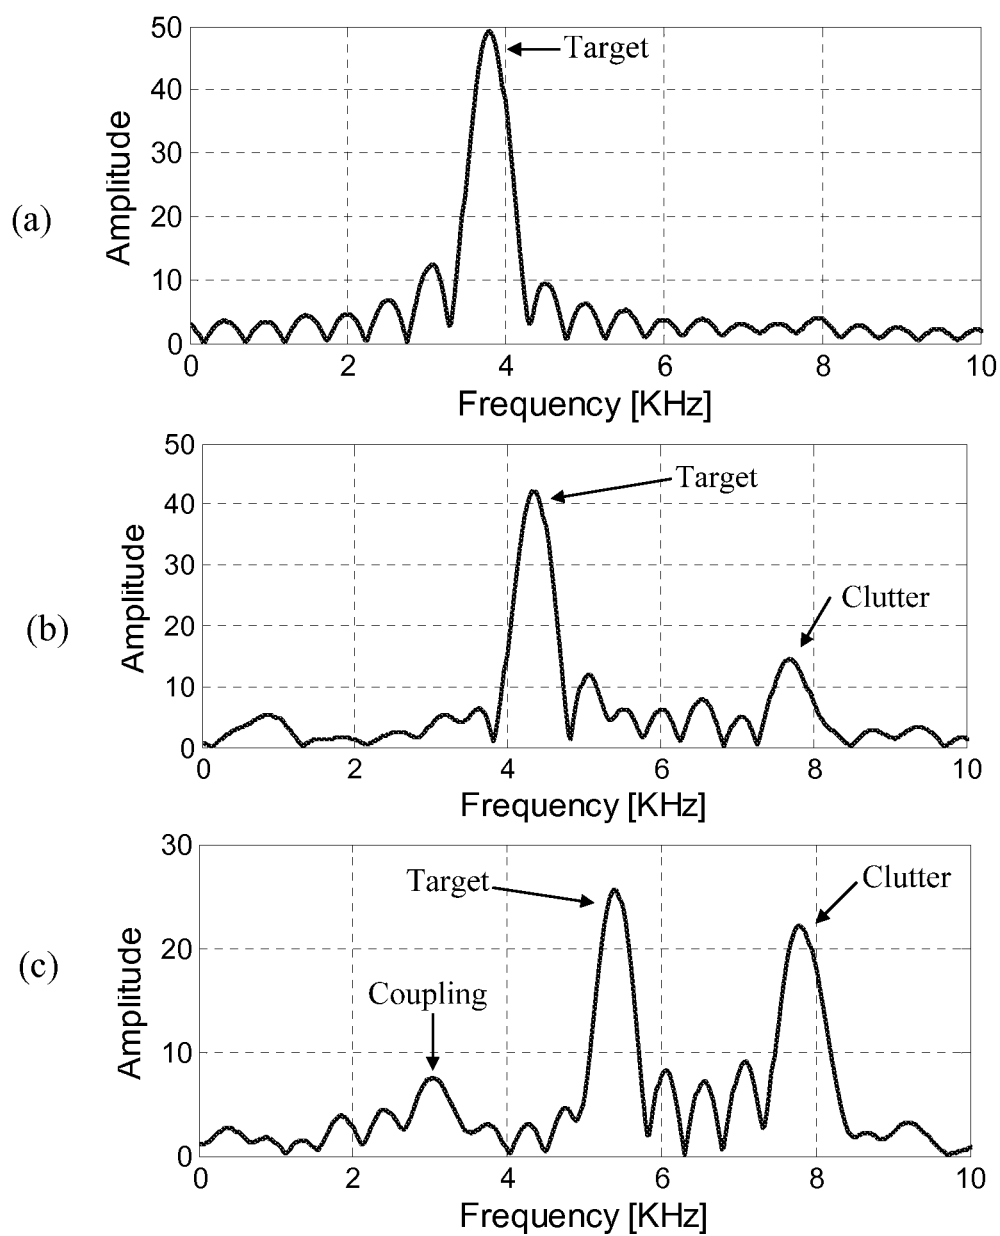 (a)
Amplitude
50
40
30
20
10
0
Target
0 2 4 6 8 10
Frequency [KHz]
(b)
Amplitude
50
40
30
20
10
0
Target
Clutter
0 2 4 6 8 10
Frequency [KHz]
(c)
Amplitude
30
20
10
0
Target
Clutter
Coupling
0 2 4 6 8 10
Frequency [KHz]